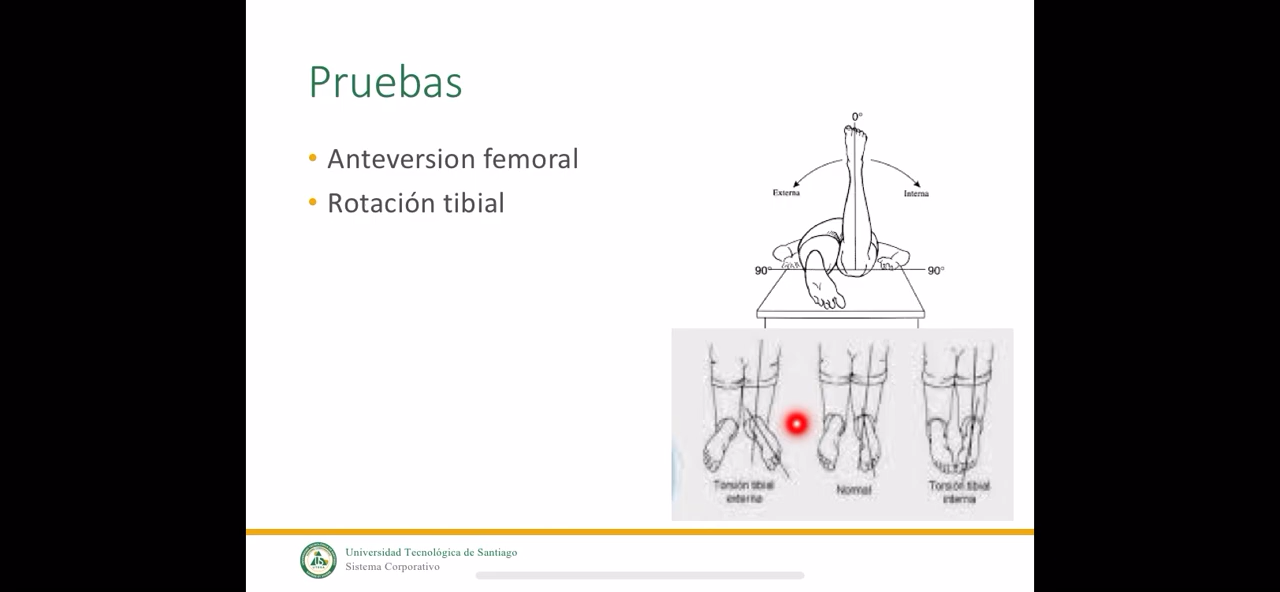 Pruebas
• Anteversion femoral
• Rotación tibial
0°
Externa
Interna
90°
90°
Torsión tibial
externa
Normal
Torsión tibial
interna
Universidad Tecnológica de Santiago
Sistema Corporativo